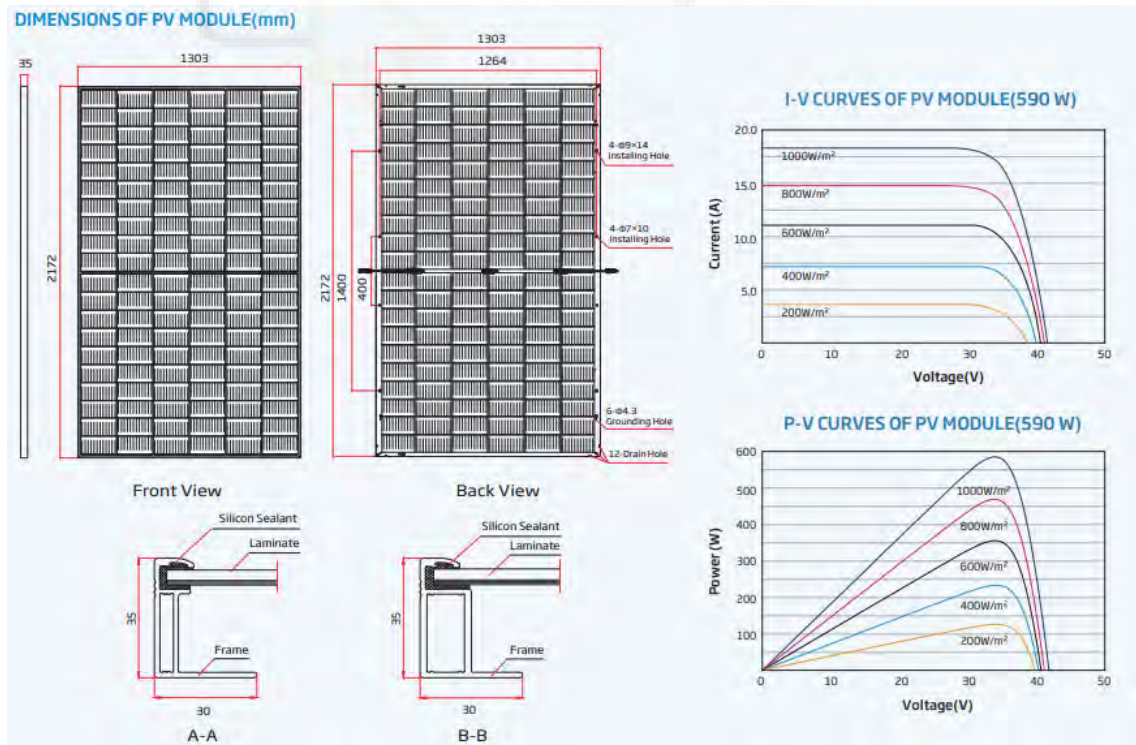 DIMENSIONS OF PV MODULE(mm)
35
1303
2172
Front View
1303
1264
2172
1400
400
4-Φ9×14
Installing Hole
4-Φ7×10
Installing Hole
6-Φ4.3
Grounding Hole
12-Drain Hole
Back View
Silicon Sealant
Laminate
35
Frame
30
A-A
Silicon Sealant
Laminate
35
Frame
30
B-B
I-V CURVES OF PV MODULE(590 W)
Current (A)
20.0
15.0
10.0
5.0
1000W/m²
800W/m²
600W/m²
400W/m²
200W/m²
0 10 20 30 40 50
Voltage(V)
P-V CURVES OF PV MODULE(590 W)
Power (W)
600
500
400
300
200
100
1000W/m²
800W/m²
600W/m²
400W/m²
200W/m²
0 10 20 30 40 50
Voltage(V)